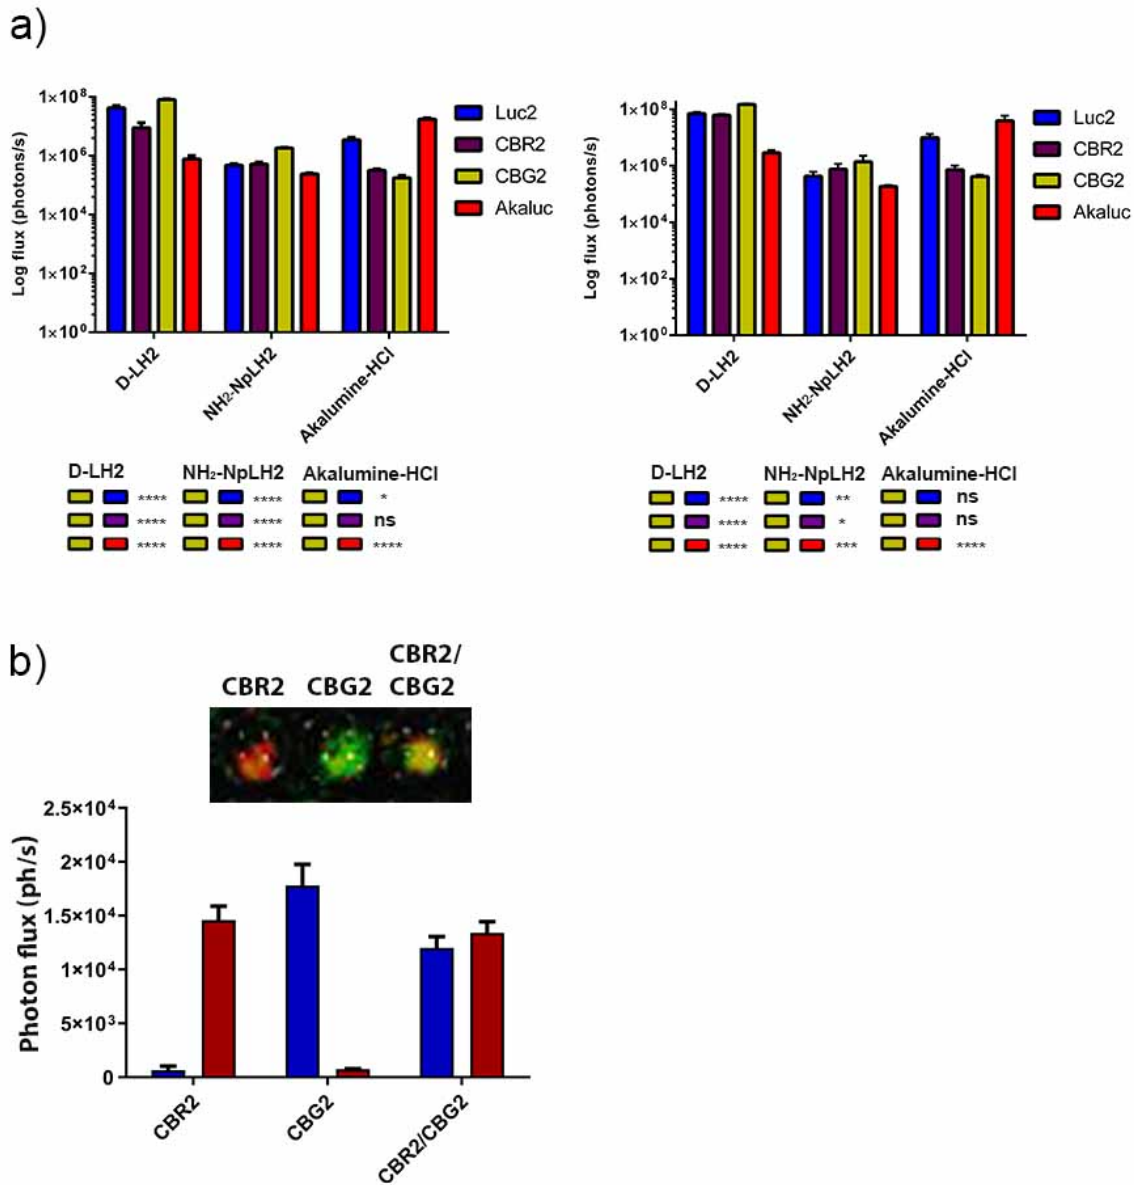 a)
1×10⁸
1×10⁶
1×10⁴
1×10²
1×10⁰
Log flux (photons/s)
D-LH2
NH₂-NpLH2
Akalumine-HCl
Luc2
CBR2
CBG2
Akaluc
D-LH2 NH₂-NpLH2 Akalumine-HCl
**** **** *
**** **** ns
**** **** ****
1×10⁸
1×10⁶
1×10⁴
1×10²
1×10⁰
Log flux (photons/s)
D-LH2
NH₂-NpLH2
Akalumine-HCl
Luc2
CBR2
CBG2
Akaluc
D-LH2 NH₂-NpLH2 Akalumine-HCl
**** ** ns
**** * ns
**** *** ****
b)
CBR2 CBG2 CBR2/
CBG2
2.5×10⁴
2×10⁴
1.5×10⁴
1×10⁴
5×10³
0
Photon flux (ph/s)
CBR2
CBG2
CBR2/CBG2